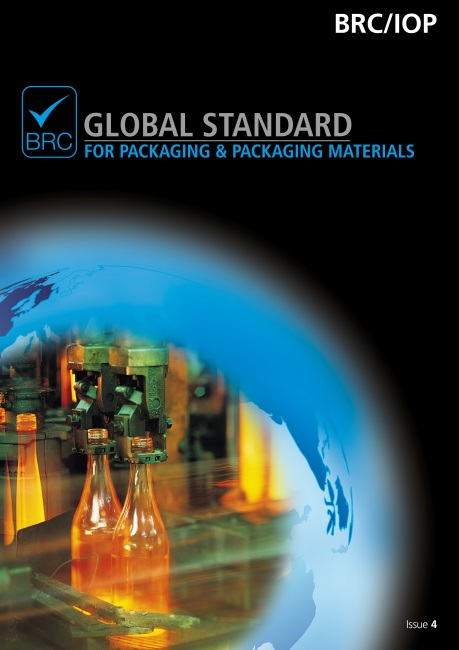 BRC/IOP
BRC
GLOBAL STANDARD
FOR PACKAGING & PACKAGING MATERIALS
Issue 4